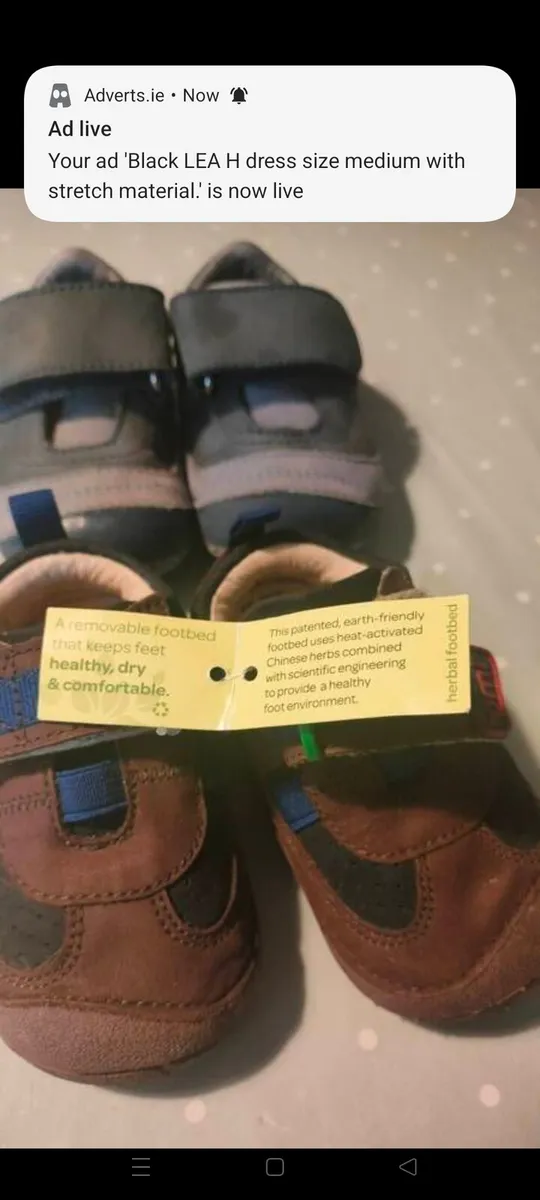 Adverts.ie • Now
Ad live
Your ad 'Black LEA H dress size medium with
stretch material.' is now live
A removable footbed
that keeps feet
healthy, dry
& comfortable.
This patented, earth-friendly
footbed uses heat-activated
Chinese herbs combined
with scientific engineering
to provide a healthy
foot environment.
herbal footbed